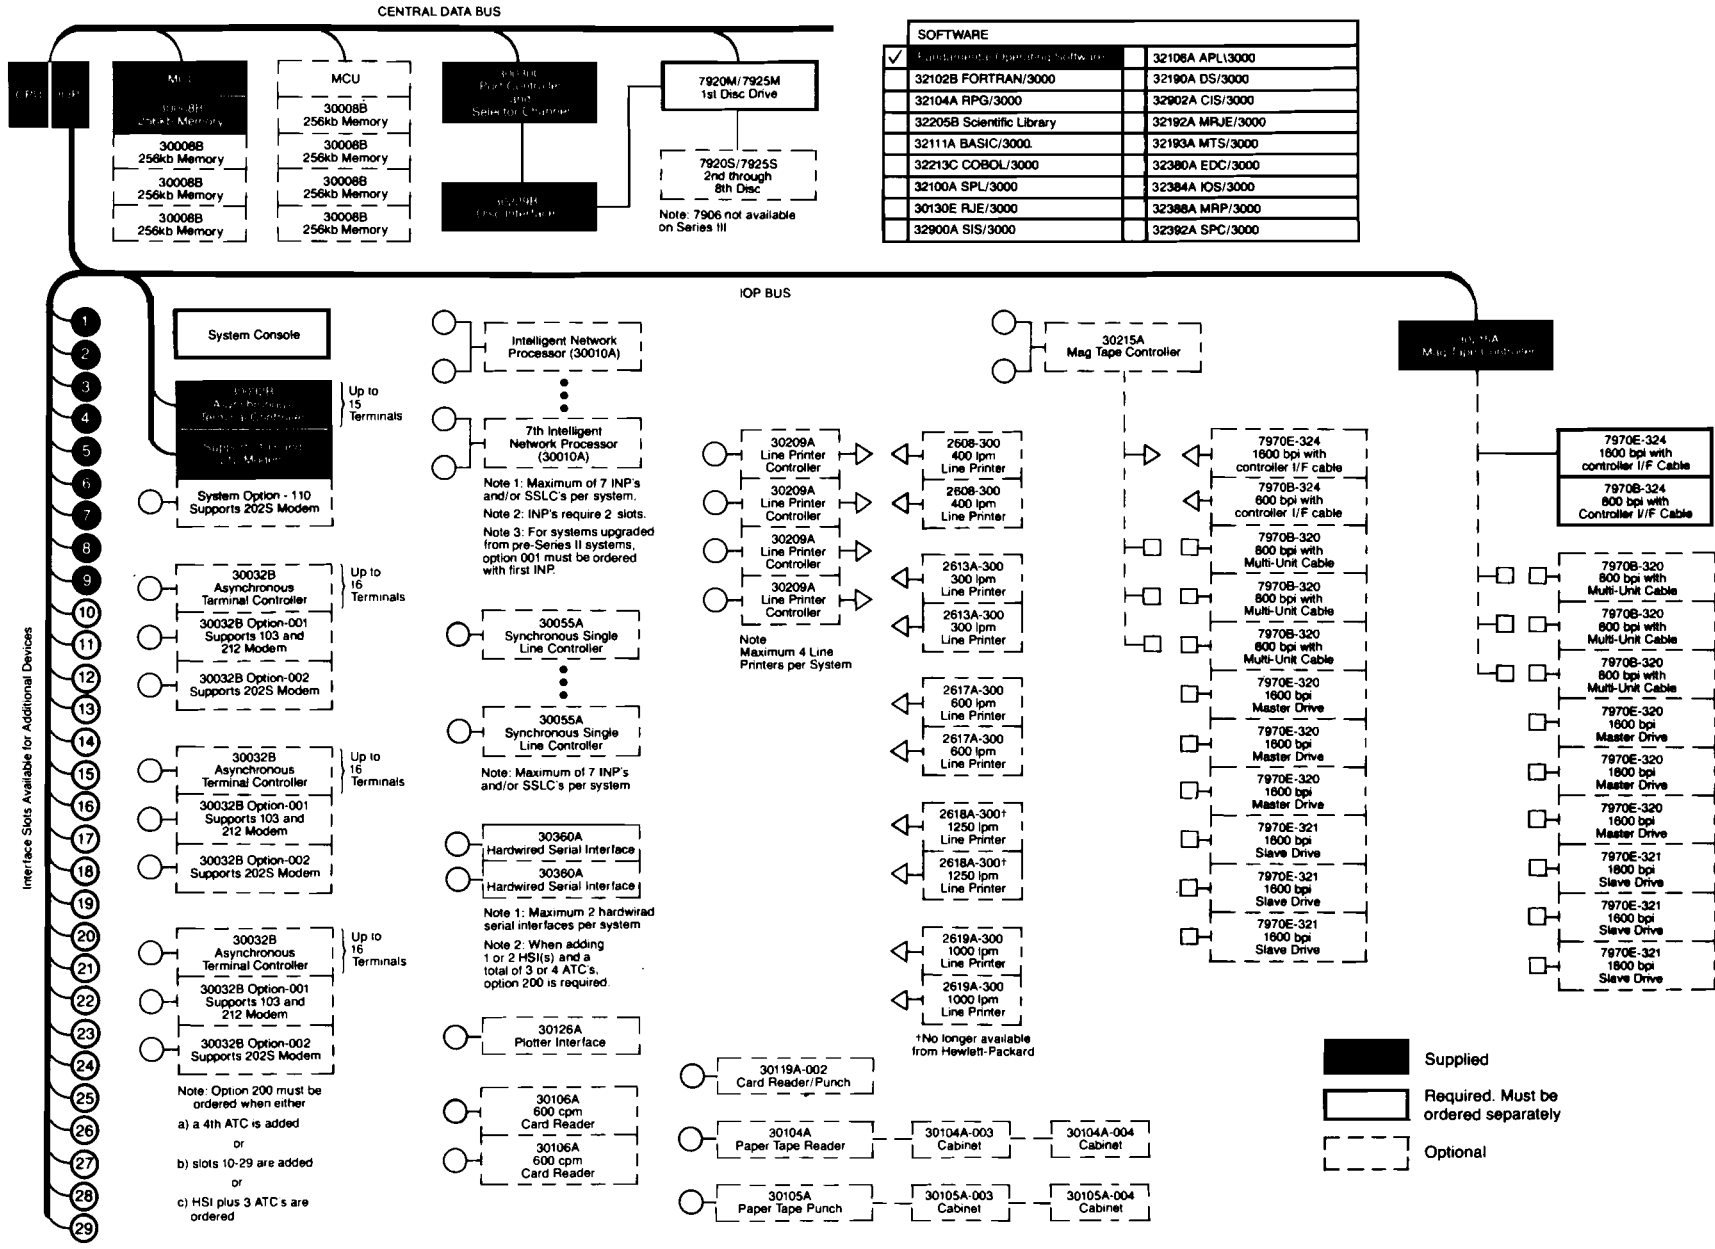 CENTRAL DATA BUS
CPU
IOP
MCU
30008B
256kb Memory
30008B
256kb Memory
30008B
256kb Memory
30008B
256kb Memory
MCU
30008B
256kb Memory
30008B
256kb Memory
30008B
256kb Memory
30008B
256kb Memory
Port Controller
and
Selector Channel
30229B
Disc Interface
7920M/7925M
1st Disc Drive
7920S/7925S
2nd through
8th Disc
Note: 7906 not available
on Series III
SOFTWARE
✓ Fundamental Operating Software
32102B FORTRAN/3000
32104A RPG/3000
32205B Scientific Library
32111A BASIC/3000
32213C COBOL/3000
32100A SPL/3000
30130E RJE/3000
32900A SIS/3000
32106A APL\3000
32190A DS/3000
32902A CIS/3000
32192A MRJE/3000
32193A MTS/3000
32380A EDC/3000
32384A IOS/3000
32388A MRP/3000
32392A SPC/3000
IOP BUS
Interface Slots Available for Additional Devices
1
2
3
4
5
6
7
8
9
10
11
12
13
14
15
16
17
18
19
20
21
22
23
24
25
26
27
28
29
System Console
30032B
Asynchronous
Terminal Controller
Supports 103 and
212 Modem
Up to
15
Terminals
System Option - 110
Supports 202S Modem
30032B
Asynchronous
Terminal Controller
Up to
16
Terminals
30032B Option-001
Supports 103 and
212 Modem
30032B Option-002
Supports 202S Modem
30032B
Asynchronous
Terminal Controller
Up to
16
Terminals
30032B Option-001
Supports 103 and
212 Modem
30032B Option-002
Supports 202S Modem
30032B
Asynchronous
Terminal Controller
Up to
16
Terminals
30032B Option-001
Supports 103 and
212 Modem
30032B Option-002
Supports 202S Modem
Note: Option 200 must be
ordered when either
a) a 4th ATC is added
or
b) slots 10-29 are added
or
c) HSI plus 3 ATC's are
ordered
Intelligent Network
Processor (30010A)
7th Intelligent
Network Processor
(30010A)
Note 1: Maximum of 7 INP's
and/or SSLC's per system.
Note 2: INP's require 2 slots.
Note 3: For systems upgraded
from pre-Series II systems,
option 001 must be ordered
with first INP.
30055A
Synchronous Single
Line Controller
30055A
Synchronous Single
Line Controller
Note: Maximum of 7 INP's
and/or SSLC's per system
30360A
Hardwired Serial Interface
30360A
Hardwired Serial Interface
Note 1: Maximum 2 hardwired
serial interfaces per system
Note 2: When adding
1 or 2 HSI(s) and a
total of 3 or 4 ATC's,
option 200 is required.
30126A
Plotter Interface
30106A
600 cpm
Card Reader
30106A
600 cpm
Card Reader
30209A
Line Printer
Controller
30209A
Line Printer
Controller
30209A
Line Printer
Controller
30209A
Line Printer
Controller
Note
Maximum 4 Line
Printers per System
2608-300
400 lpm
Line Printer
2608-300
400 lpm
Line Printer
2613A-300
300 lpm
Line Printer
2613A-300
300 lpm
Line Printer
2617A-300
600 lpm
Line Printer
2617A-300
600 lpm
Line Printer
2618A-300†
1250 lpm
Line Printer
2618A-300†
1250 lpm
Line Printer
2619A-300
1000 lpm
Line Printer
2619A-300
1000 lpm
Line Printer
†No longer available
from Hewlett-Packard
30119A-002
Card Reader/Punch
30104A
Paper Tape Reader
30104A-003
Cabinet
30104A-004
Cabinet
30105A
Paper Tape Punch
30105A-003
Cabinet
30105A-004
Cabinet
30215A
Mag Tape Controller
7970E-324
1600 bpi with
controller I/F cable
7970B-324
800 bpi with
controller I/F cable
7970B-320
800 bpi with
Multi-Unit Cable
7970B-320
800 bpi with
Multi-Unit Cable
7970B-320
800 bpi with
Multi-Unit Cable
7970E-320
1600 bpi
Master Drive
7970E-320
1600 bpi
Master Drive
7970E-320
1600 bpi
Master Drive
7970E-321
1600 bpi
Slave Drive
7970E-321
1600 bpi
Slave Drive
7970E-321
1600 bpi
Slave Drive
30215A
Mag Tape Controller
7970E-324
1600 bpi with
controller I/F Cable
7970B-324
800 bpi with
Controller I//F Cable
7970B-320
800 bpi with
Multi-Unit Cable
7970B-320
800 bpi with
Multi-Unit Cable
7970B-320
800 bpi with
Multi-Unit Cable
7970E-320
1600 bpi
Master Drive
7970E-320
1600 bpi
Master Drive
7970E-320
1600 bpi
Master Drive
7970E-321
1600 bpi
Slave Drive
7970E-321
1600 bpi
Slave Drive
7970E-321
1600 bpi
Slave Drive
Supplied
Required. Must be
ordered separately
Optional